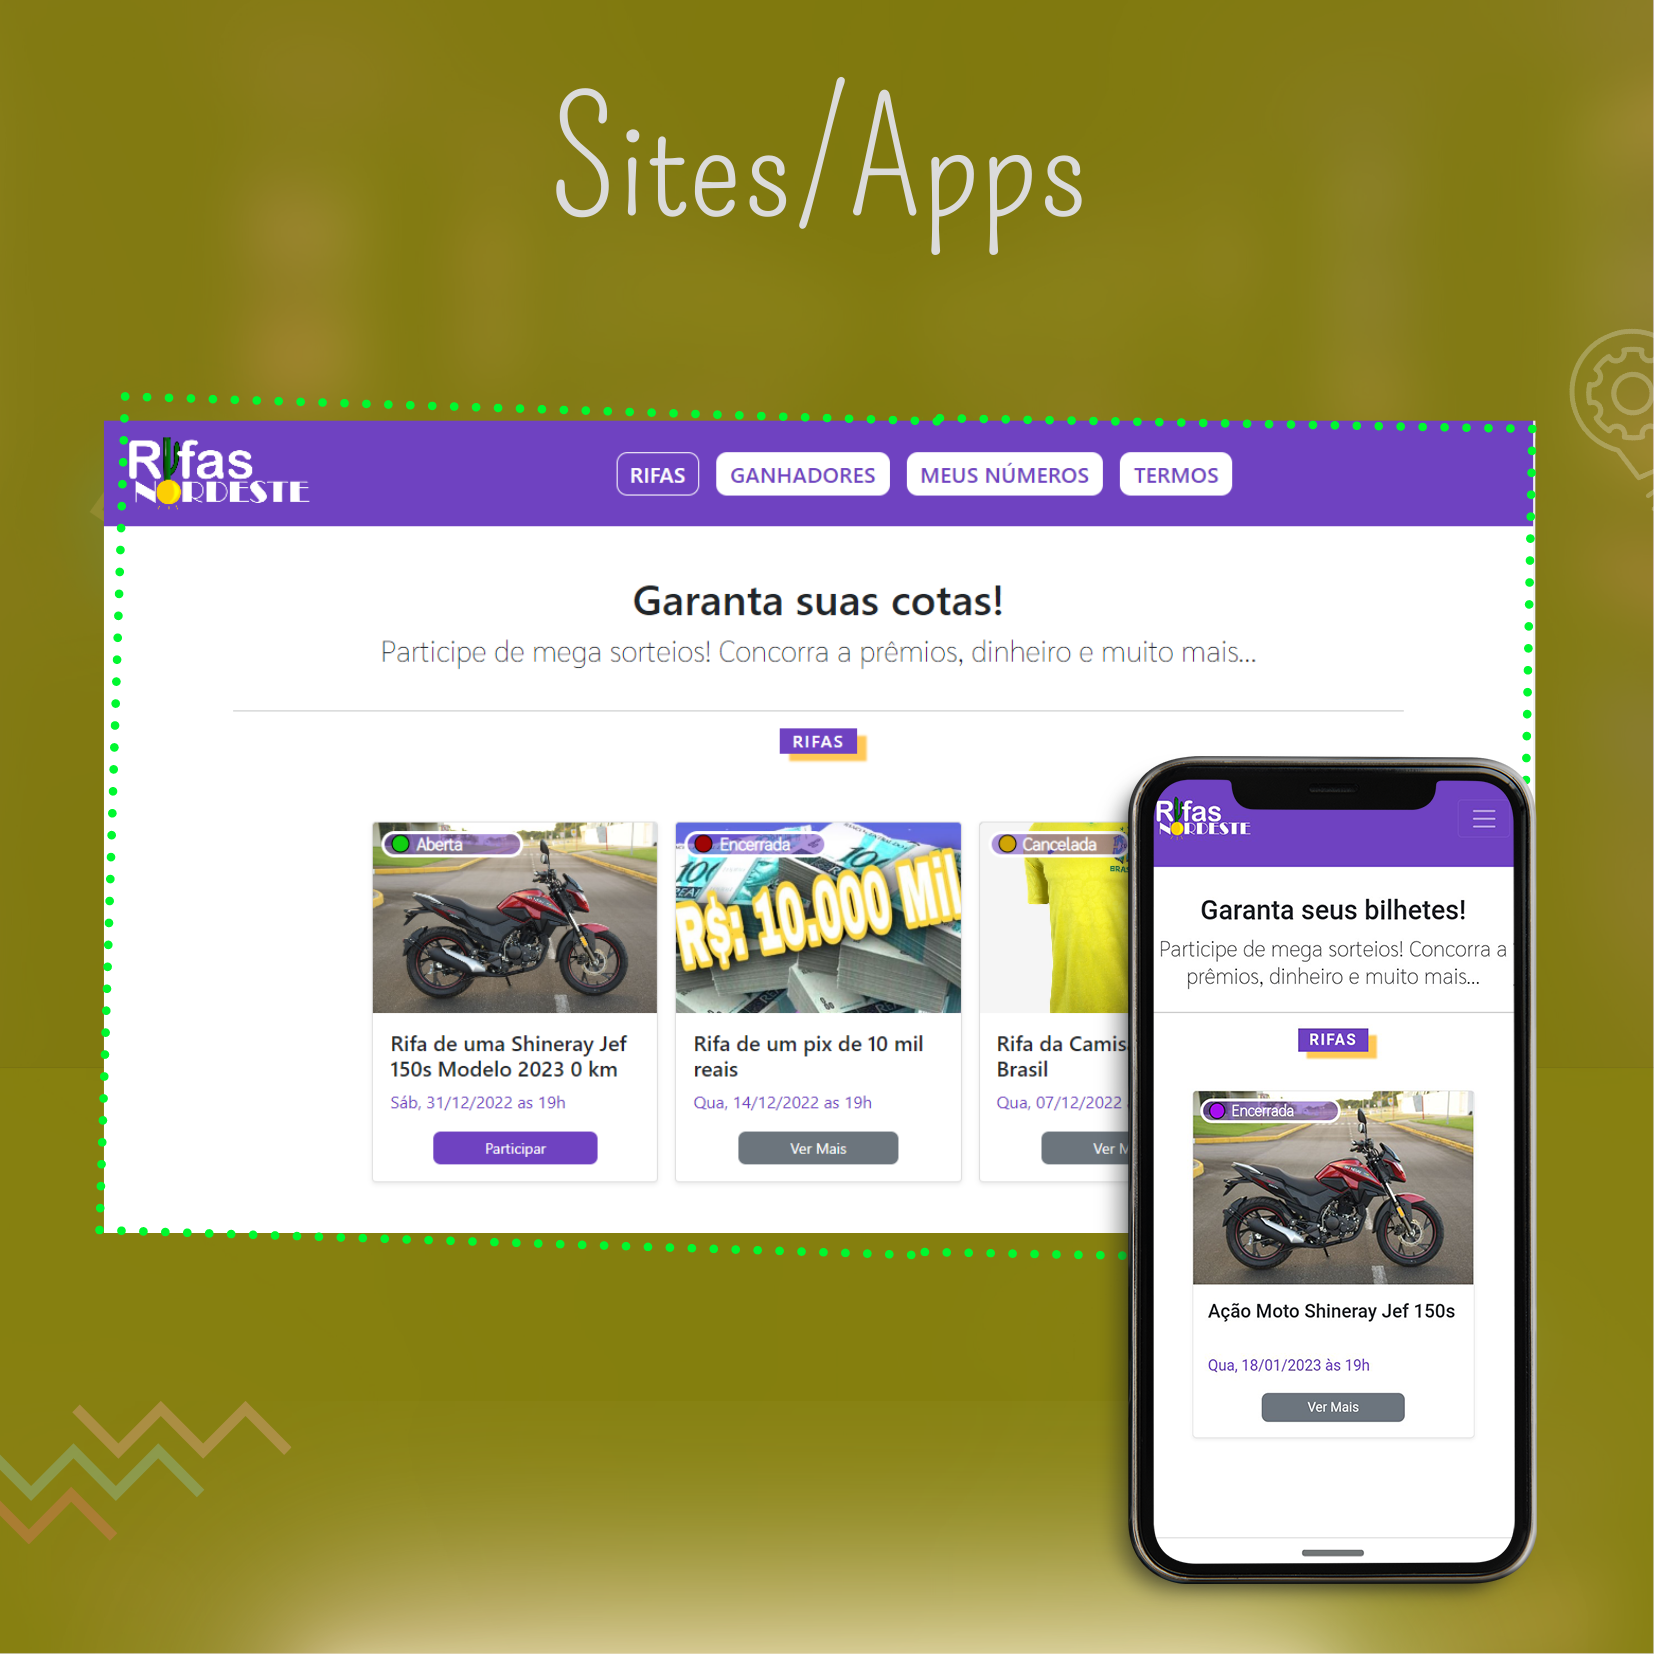 Sites/Apps
Rifas
NORDESTE
RIFAS
GANHADORES
MEUS NÚMEROS
TERMOS
Garanta suas cotas!
Participe de mega sorteios! Concorra a prêmios, dinheiro e muito mais...
RIFAS
Aberta
Rifa de uma Shineray Jef
150s Modelo 2023 0 km
Sáb, 31/12/2022 as 19h
Participar
Encerrada
R$: 10.000 Mil
Rifa de um pix de 10 mil
reais
Qua, 14/12/2022 as 19h
Ver Mais
Cancelada
Rifa da Camis
Brasil
Qua, 07/12/2022
Ver M
Rifas
NORDESTE
Garanta seus bilhetes!
Participe de mega sorteios! Concorra a
prêmios, dinheiro e muito mais...
RIFAS
Encerrada
Ação Moto Shineray Jef 150s
Qua, 18/01/2023 às 19h
Ver Mais